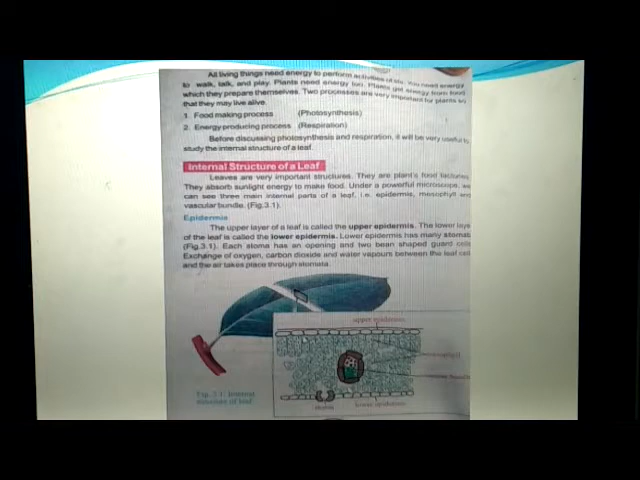 All living things need energy to perform activities of life. You need energy
to walk, talk, and play. Plants need energy too. Plants get energy from food
which they prepare themselves. Two processes are very important for plants so
that they may live alive.
1. Food making process (Photosynthesis)
2. Energy producing process (Respiration)
Before discussing photosynthesis and respiration, it will be very useful to
study the internal structure of a leaf.
Internal Structure of a Leaf
Leaves are very important structures. They are plant's food factories.
They absorb sunlight energy to make food. Under a powerful microscope, we
can see three main internal parts of a leaf, i.e. epidermis, mesophyll and
vascular bundle. (Fig.3.1).
Epidermis
The upper layer of a leaf is called the upper epidermis. The lower layer
of the leaf is called the lower epidermis. Lower epidermis has many stomata
(Fig.3.1). Each stoma has an opening and two bean shaped guard cells.
Exchange of oxygen, carbon dioxide and water vapours between the leaf cells
and the air takes place through stomata.
upper epidermis
mesophyll
vascular bundle
Fig. 3.1: Internal
structure of leaf
stoma
lower epidermis